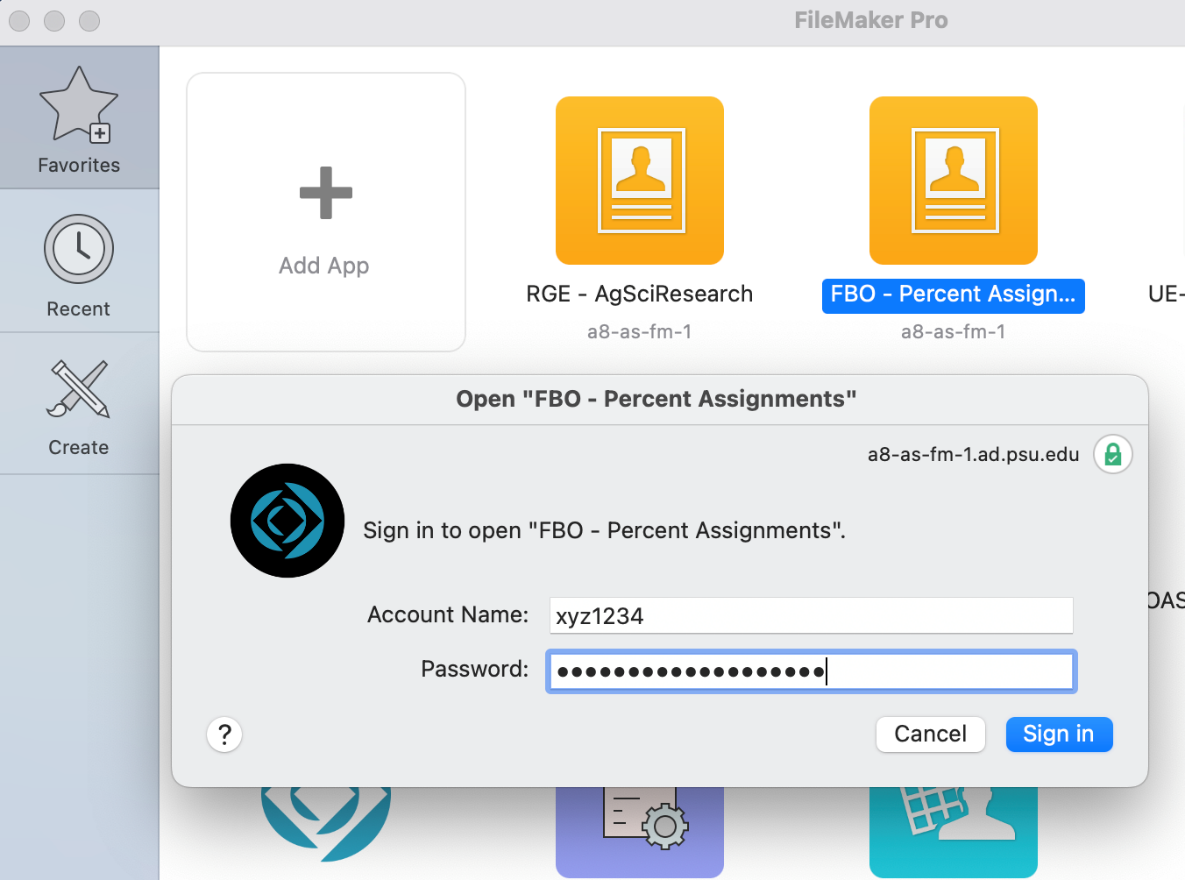 FileMaker Pro
Favorites
Recent
Create
Add App
RGE - AgSciResearch
a8-as-fm-1
FBO - Percent Assign...
a8-as-fm-1
UE-
Open "FBO - Percent Assignments"
a8-as-fm-1.ad.psu.edu
Sign in to open "FBO - Percent Assignments".
Account Name: xyz1234
Password: ●●●●●●●●●●●●●●●●●●●
? Cancel Sign in
OAS